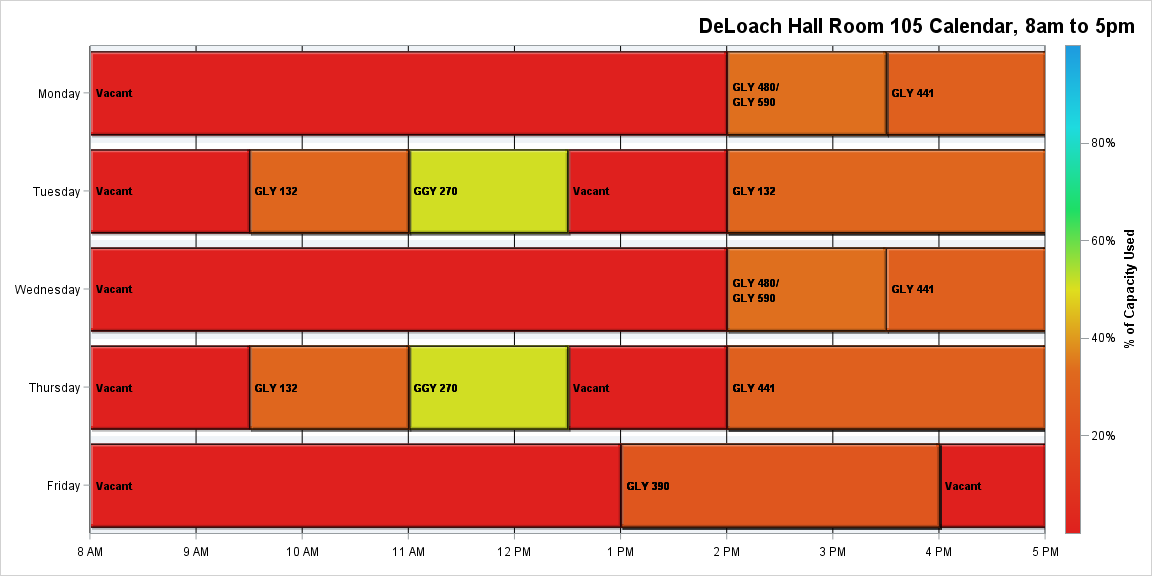 DeLoach Hall Room 105 Calendar, 8am to 5pm
Monday
Vacant
GLY 480/
GLY 590
GLY 441
Tuesday
Vacant
GLY 132
GGY 270
Vacant
GLY 132
Wednesday
Vacant
GLY 480/
GLY 590
GLY 441
Thursday
Vacant
GLY 132
GGY 270
Vacant
GLY 441
Friday
Vacant
GLY 390
Vacant
8 AM
9 AM
10 AM
11 AM
12 PM
1 PM
2 PM
3 PM
4 PM
5 PM
80%
60%
40%
20%
% of Capacity Used